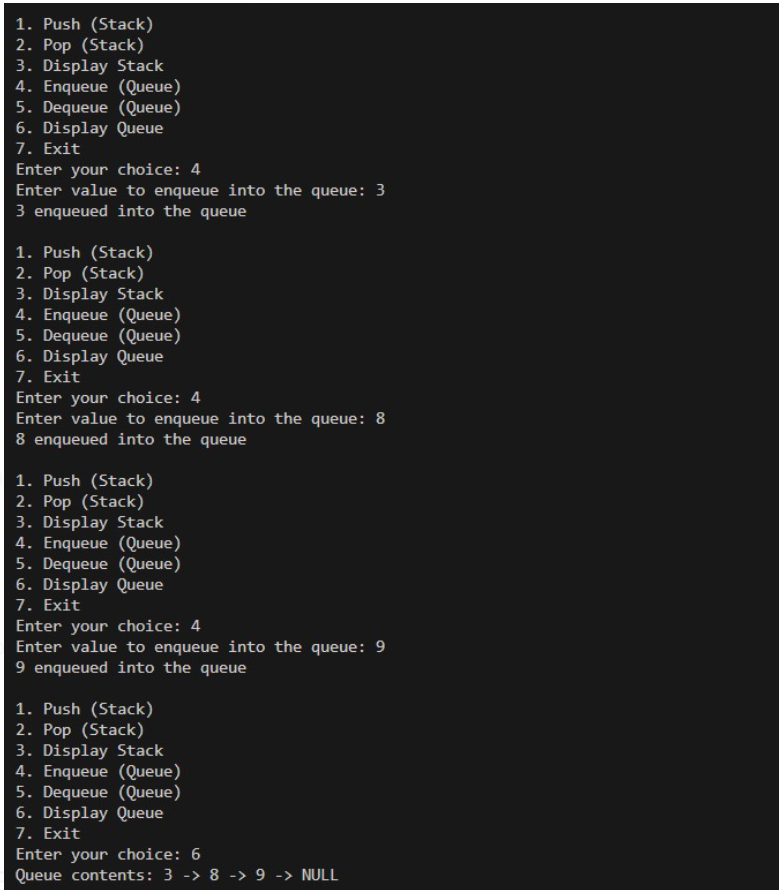 1. Push (Stack)
2. Pop (Stack)
3. Display Stack
4. Enqueue (Queue)
5. Dequeue (Queue)
6. Display Queue
7. Exit
Enter your choice: 4
Enter value to enqueue into the queue: 3
3 enqueued into the queue

1. Push (Stack)
2. Pop (Stack)
3. Display Stack
4. Enqueue (Queue)
5. Dequeue (Queue)
6. Display Queue
7. Exit
Enter your choice: 4
Enter value to enqueue into the queue: 8
8 enqueued into the queue

1. Push (Stack)
2. Pop (Stack)
3. Display Stack
4. Enqueue (Queue)
5. Dequeue (Queue)
6. Display Queue
7. Exit
Enter your choice: 4
Enter value to enqueue into the queue: 9
9 enqueued into the queue

1. Push (Stack)
2. Pop (Stack)
3. Display Stack
4. Enqueue (Queue)
5. Dequeue (Queue)
6. Display Queue
7. Exit
Enter your choice: 6
Queue contents: 3 -> 8 -> 9 -> NULL